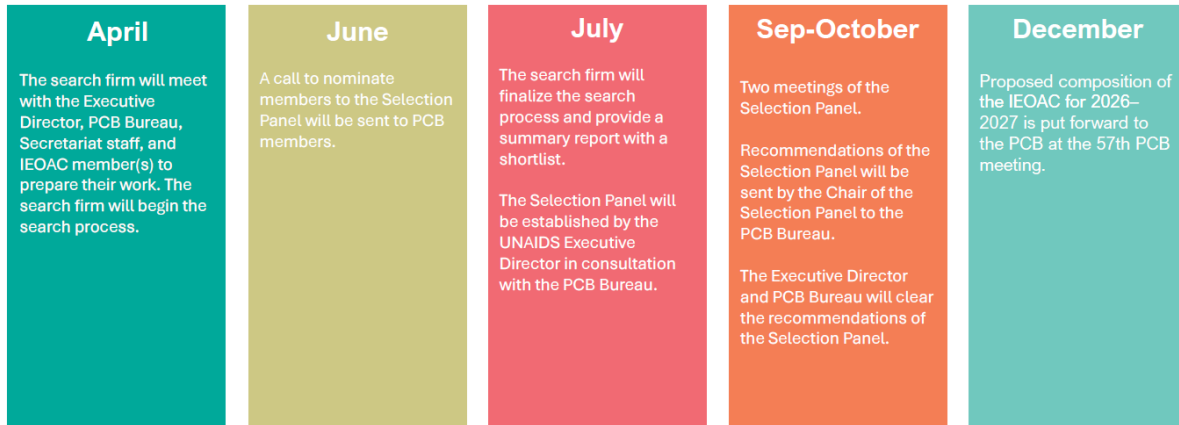 April
The search firm will meet
with the Executive
Director, PCB Bureau,
Secretariat staff, and
IEOAC member(s) to
prepare their work. The
search firm will begin the
search process.
June
A call to nominate
members to the Selection
Panel will be sent to PCB
members.
July
The search firm will
finalize the search
process and provide a
summary report with a
shortlist.
The Selection Panel will
be established by the
UNAIDS Executive
Director in consultation
with the PCB Bureau.
Sep-October
Two meetings of the
Selection Panel.
Recommendations of the
Selection Panel will be
sent by the Chair of the
Selection Panel to the
PCB Bureau.
The Executive Director
and PCB Bureau will clear
the recommendations of
the Selection Panel.
December
Proposed composition of
the IEOAC for 2026–
2027 is put forward to
the PCB at the 57th PCB
meeting.